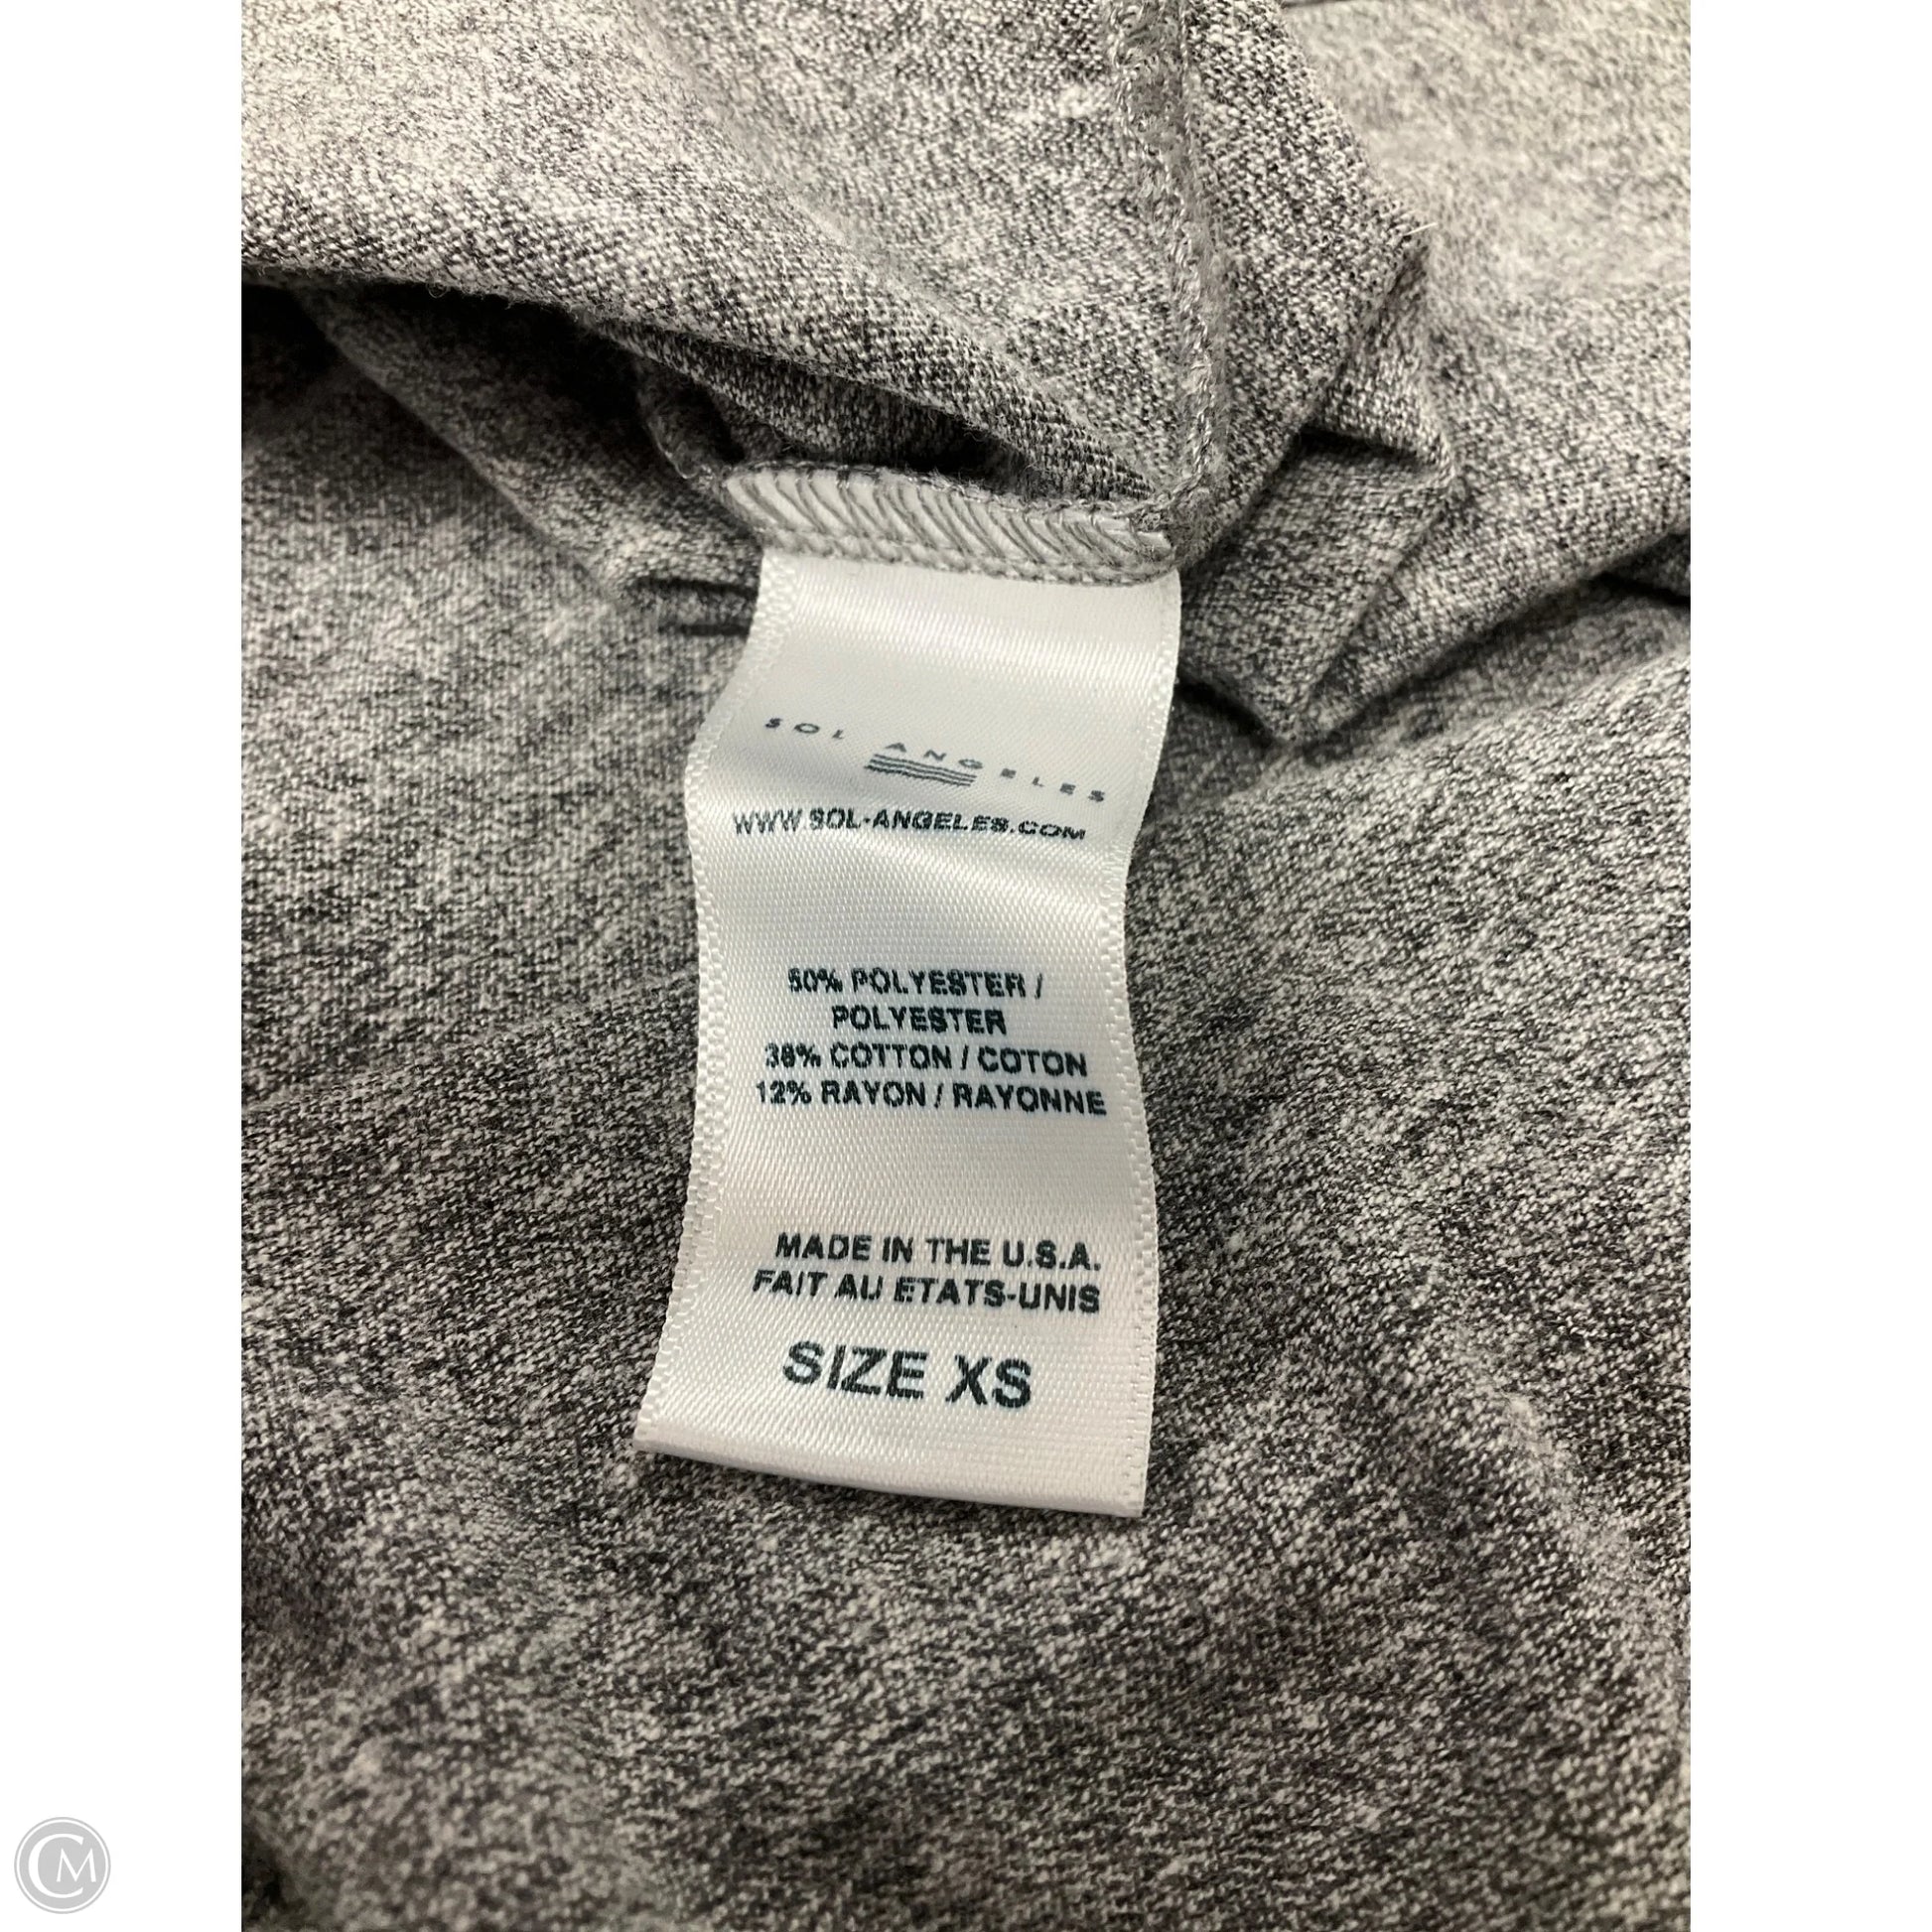 SOL ANGELES
WWW.SOL-ANGELES.COM
50% POLYESTER /
POLYESTER
38% COTTON / COTON
12% RAYON / RAYONNE
MADE IN THE U.S.A.
FAIT AU ETATS-UNIS
SIZE XS
CM